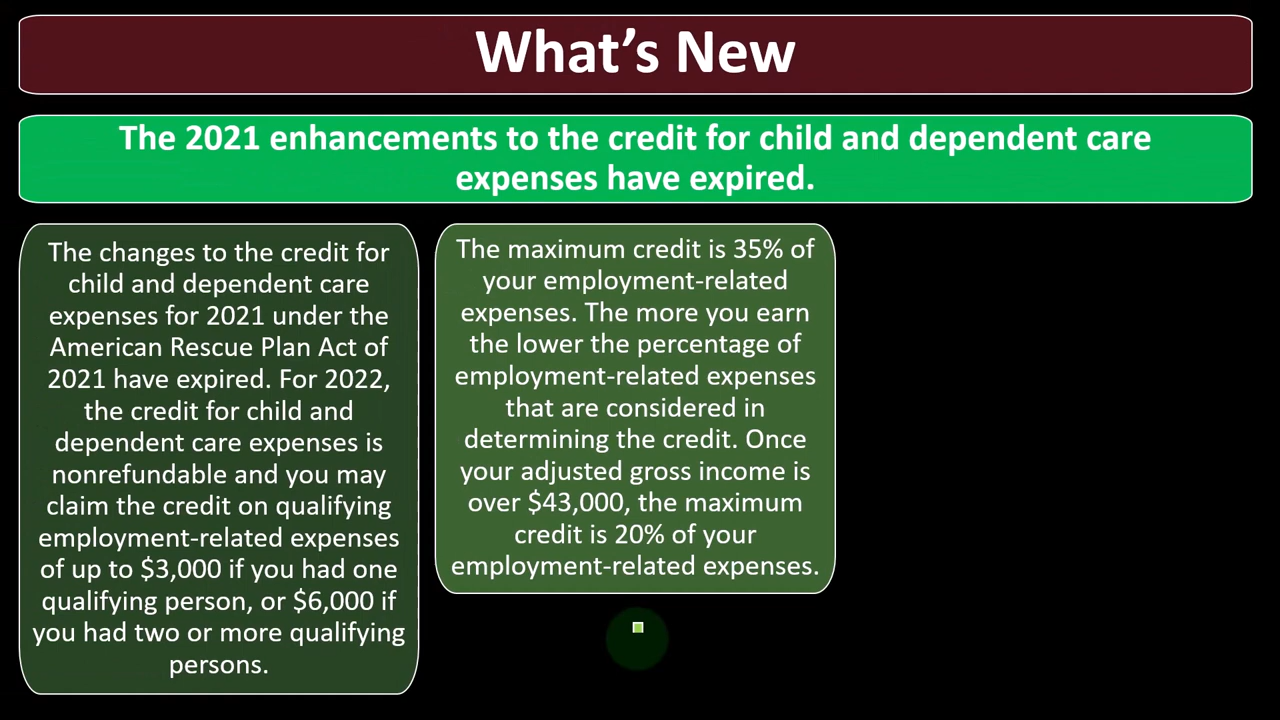 What’s New
The 2021 enhancements to the credit for child and dependent care
expenses have expired.
The changes to the credit for
child and dependent care
expenses for 2021 under the
American Rescue Plan Act of
2021 have expired. For 2022,
the credit for child and
dependent care expenses is
nonrefundable and you may
claim the credit on qualifying
employment-related expenses
of up to $3,000 if you had one
qualifying person, or $6,000 if
you had two or more qualifying
persons.
The maximum credit is 35% of
your employment-related
expenses. The more you earn
the lower the percentage of
employment-related expenses
that are considered in
determining the credit. Once
your adjusted gross income is
over $43,000, the maximum
credit is 20% of your
employment-related expenses.